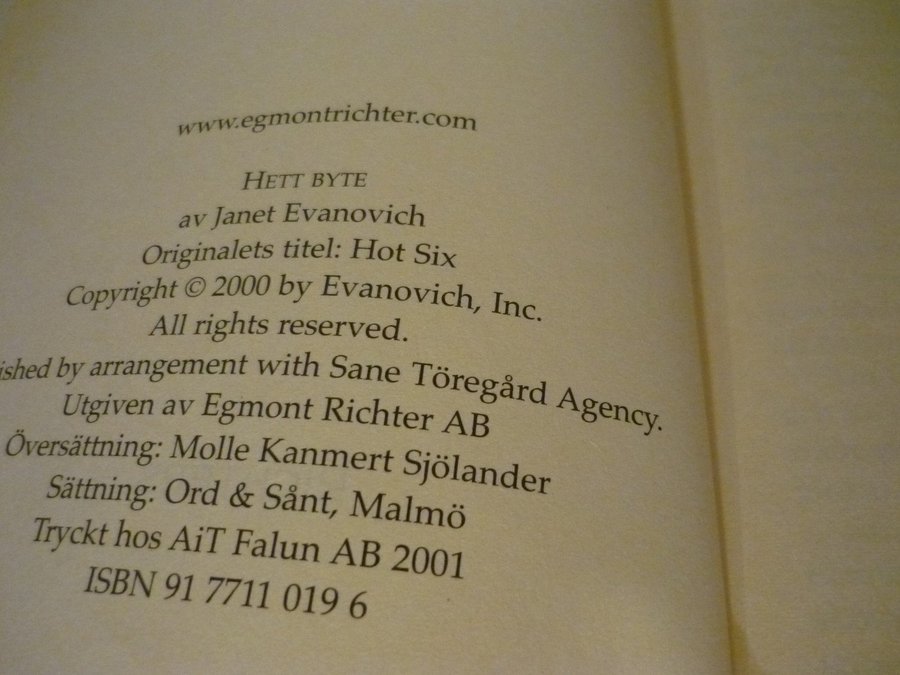 www.egmontrichter.com
HETT BYTE
av Janet Evanovich
Originalets titel: Hot Six
Copyright © 2000 by Evanovich, Inc.
All rights reserved.
ished by arrangement with Sane Töregård Agency.
Utgiven av Egmont Richter AB
Översättning: Molle Kanmert Sjölander
Sättning: Ord & Sånt, Malmö
Tryckt hos AiT Falun AB 2001
ISBN 91 7711 019 6